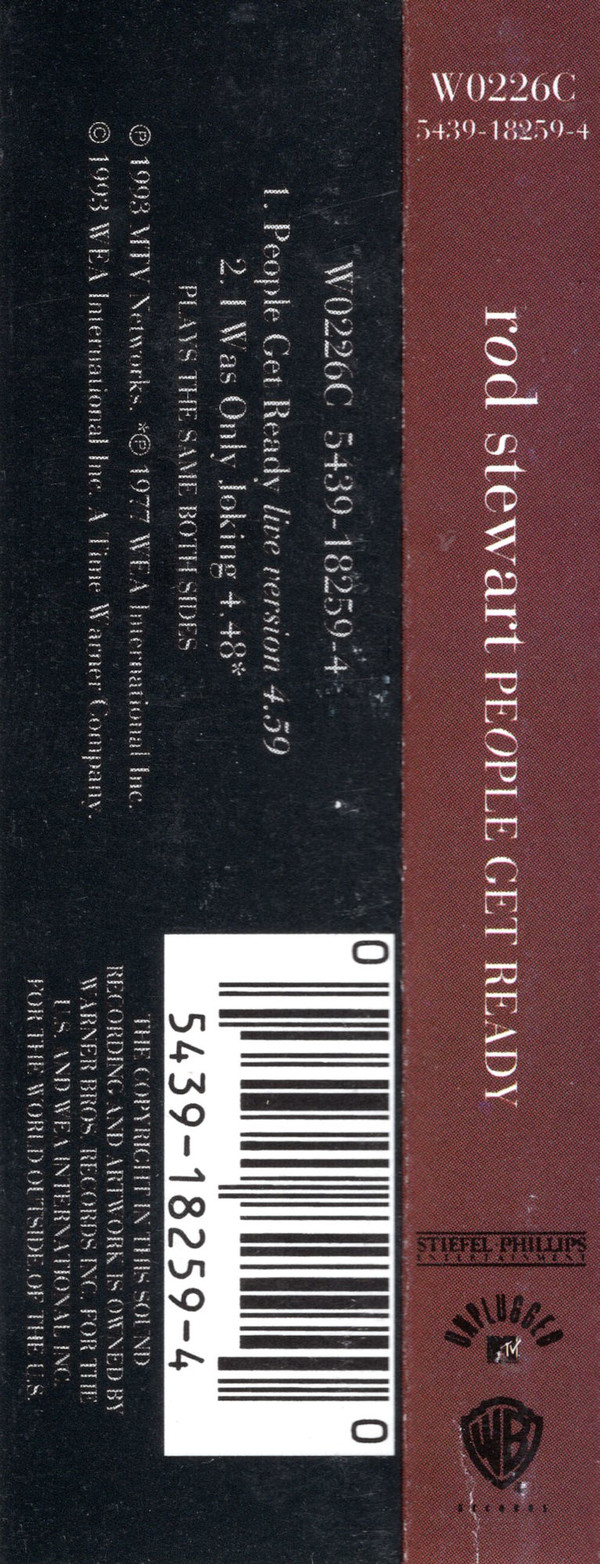 W0226C
5439-18259-4
rod stewart PEOPLE GET READY
STIEFEL PHILLIPS
ENTERTAINMENT
UNPLUGGED
MTV
WB
records
W0226C 5439-18259-4
1. People Get Ready live version 4.59
2. I Was Only Joking 4.48*
PLAYS THE SAME BOTH SIDES
℗ 1993 MTV Networks. *℗ 1977 WEA International Inc.
© 1993 WEA International Inc. A Time Warner Company.
0 0
5439-18259-4
THE COPYRIGHT IN THIS SOUND
RECORDING AND ARTWORK IS OWNED BY
WARNER BROS. RECORDS INC. FOR THE
U.S. AND WEA INTERNATIONAL INC.
FOR THE WORLD OUTSIDE OF THE U.S.